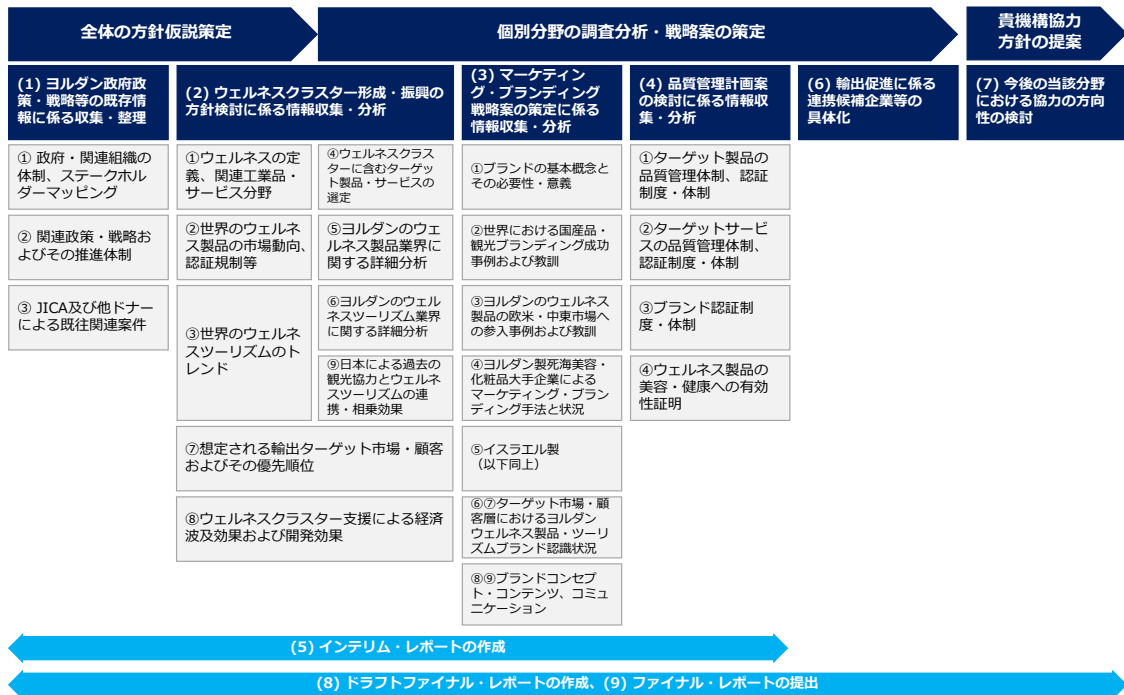 全体の方針仮説策定
個別分野の調査分析・戦略案の策定
貴機構協力
方針の提案
(1) ヨルダン政府政
策・戦略等の既存情
報に係る収集・整理
(2) ウェルネスクラスター形成・振興の
方針検討に係る情報収集・分析
(3) マーケティン
グ・ブランディング
戦略案の策定に係る
情報収集・分析
(4) 品質管理計画案
の検討に係る情報収
集・分析
(6) 輸出促進に係る
連携候補企業等の
具体化
(7) 今後の当該分野
における協力の方向
性の検討
① 政府・関連組織の
体制、ステークホル
ダーマッピング
② 関連政策・戦略お
よびその推進体制
③ JICA及び他ドナー
による既往関連案件
①ウェルネスの定
義、関連工業品・
サービス分野
②世界のウェルネ
ス製品の市場動向、
認証規制等
③世界のウェルネ
スツーリズムのト
レンド
④ウェルネスクラス
ターに含むターゲッ
ト製品・サービスの
選定
⑤ヨルダンのウェ
ルネス製品業界に
関する詳細分析
⑥ヨルダンのウェル
ネスツーリズム業界
に関する詳細分析
⑨日本による過去の
観光協力とウェルネ
スツーリズムの連
携・相乗効果
⑦想定される輸出ターゲット市場・顧客
およびその優先順位
⑧ウェルネスクラスター支援による経済
波及効果および開発効果
①ブランドの基本概念と
その必要性・意義
②世界における国産品・
観光ブランディング成功
事例および教訓
③ヨルダンのウェルネス
製品の欧米・中東市場へ
の参入事例および教訓
④ヨルダン製死海美容・
化粧品大手企業による
マーケティング・ブラン
ディング手法と状況
⑤イスラエル製
（以下同上）
⑥⑦ターゲット市場・顧
客層におけるヨルダン
ウェルネス製品・ツーリ
ズムブランド認識状況
⑧⑨ブランドコンセプ
ト・コンテンツ、コミュ
ニケーション
①ターゲット製品の
品質管理体制、認証
制度・体制
②ターゲットサービ
スの品質管理体制、
認証制度・体制
③ブランド認証制
度・体制
④ウェルネス製品の
美容・健康への有効
性証明
(5) インテリム・レポートの作成
(8) ドラフトファイナル・レポートの作成、(9) ファイナル・レポートの提出